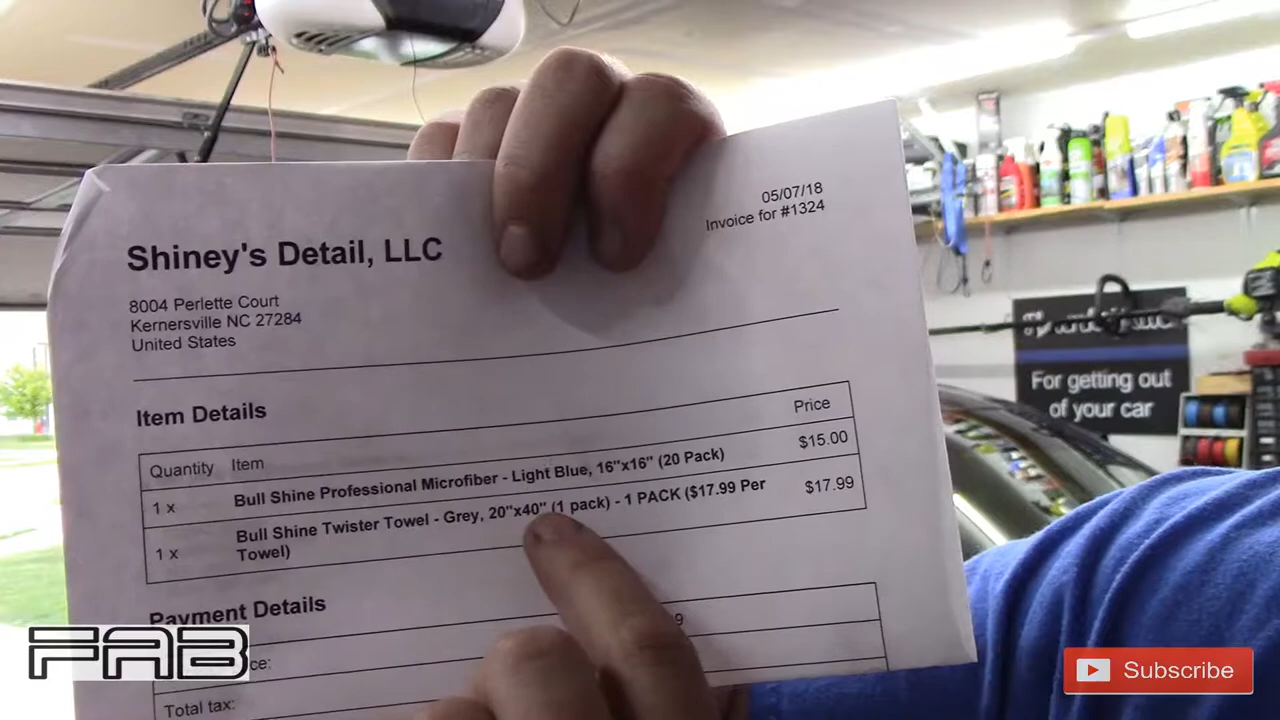 05/07/18
Invoice for #1324
Shiney's Detail, LLC
8004 Perlette Court
Kernersville NC 27284
United States
Item Details
Quantity Item Price
1 x Bull Shine Professional Microfiber - Light Blue, 16"x16" (20 Pack) $15.00
1 x Bull Shine Twister Towel - Grey, 20"x40" (1 pack) - 1 PACK ($17.99 Per
Towel) $17.99
Payment Details
ce:
9
Total tax:
For getting out
of your car
FAB
Subscribe